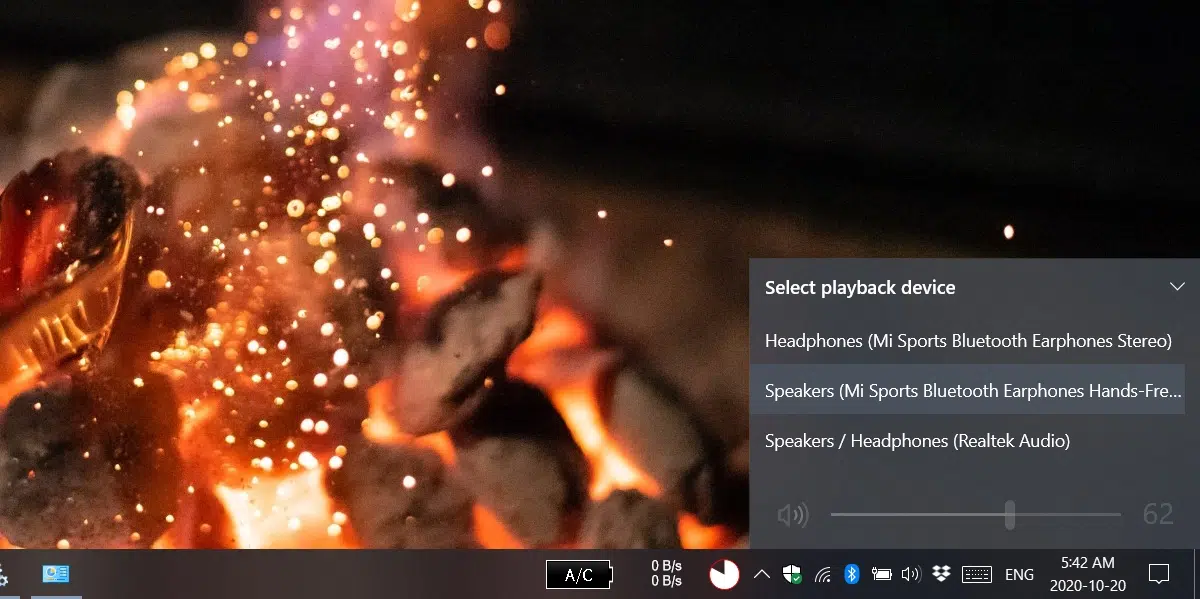 Select playback device
Headphones (Mi Sports Bluetooth Earphones Stereo)
Speakers (Mi Sports Bluetooth Earphones Hands-Fre...
Speakers / Headphones (Realtek Audio)
62
A/C
0 B/s
0 B/s
ENG
5:42 AM
2020-10-20